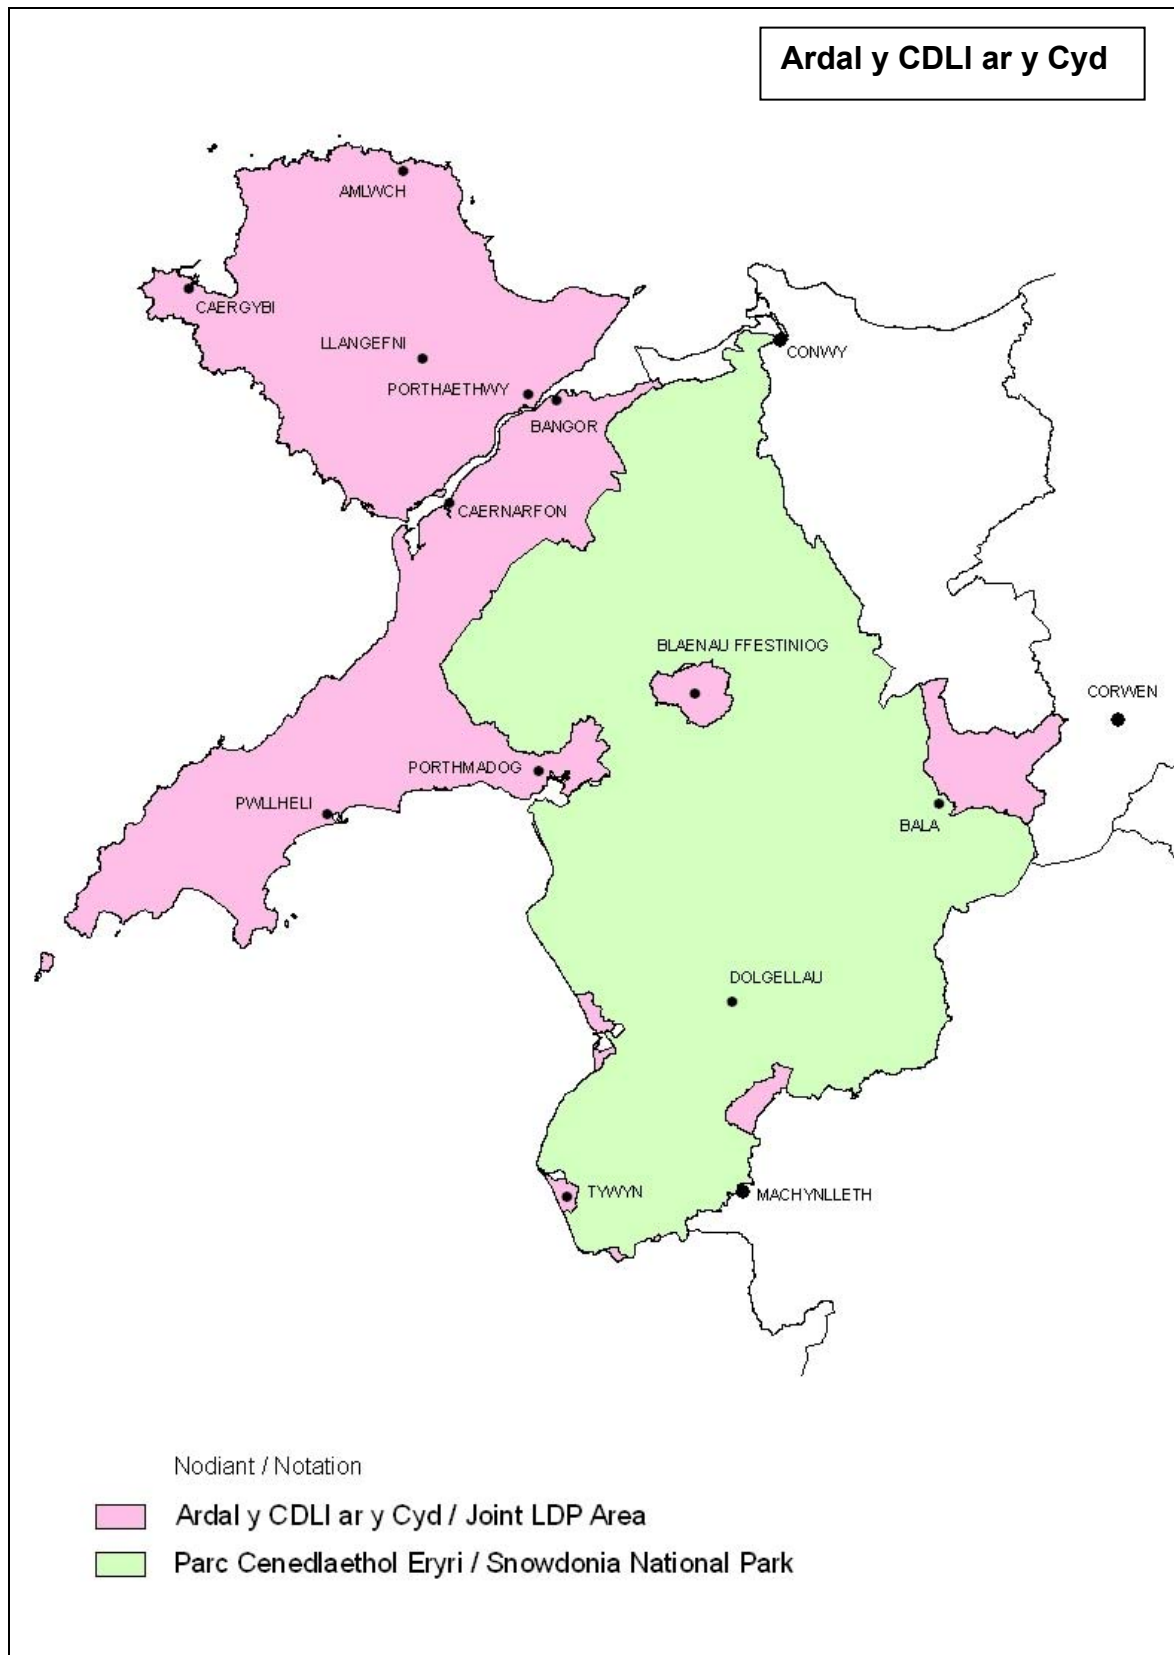 Ardal y CDLl ar y Cyd
AMLWCH
CAERGYBI
LLANGEFNI
PORTHAETHWY
BANGOR
CONWY
CAERNARFON
BLAENAU FFESTINIOG
CORWEN
PORTHMADOG
PWLLHELI
BALA
DOLGELLAU
TYWYN
MACHYNLLETH
Nodiant / Notation
Ardal y CDLl ar y Cyd / Joint LDP Area
Parc Cenedlaethol Eryri / Snowdonia National Park